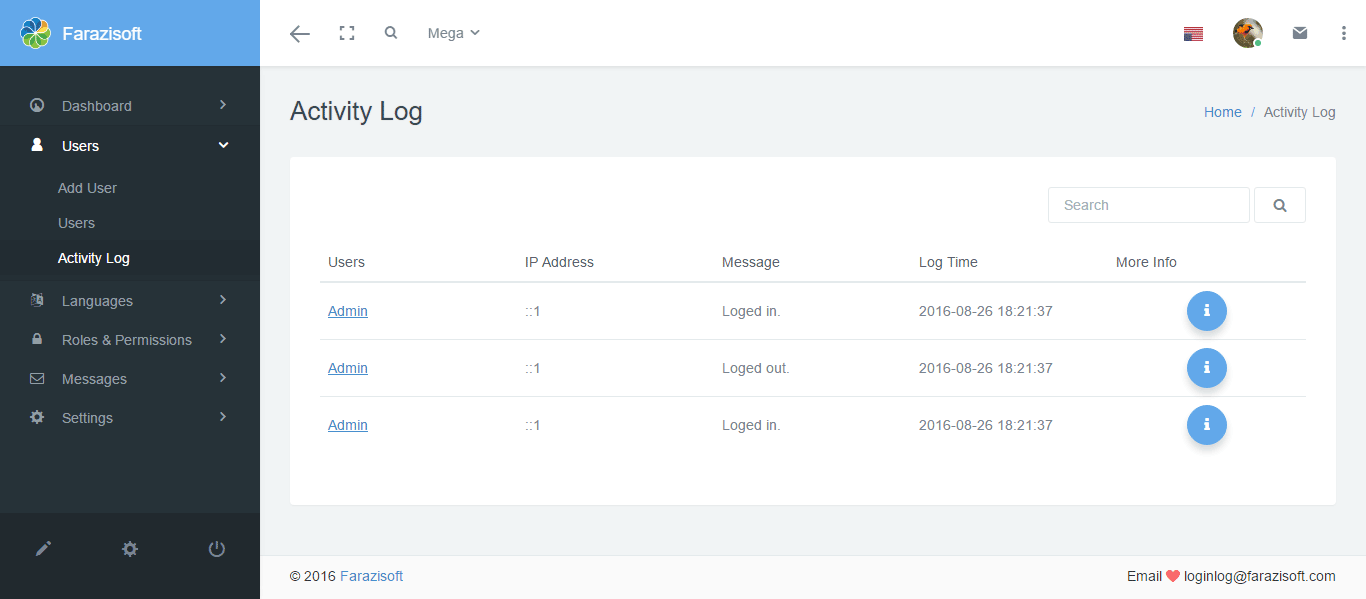 Farazisoft
Mega
Dashboard
Users
Add User
Users
Activity Log
Languages
Roles & Permissions
Messages
Settings
Activity Log
Home / Activity Log
Search
Users IP Address Message Log Time More Info
Admin ::1 Loged in. 2016-08-26 18:21:37
Admin ::1 Loged out. 2016-08-26 18:21:37
Admin ::1 Loged in. 2016-08-26 18:21:37
© 2016 Farazisoft
Email loginlog@farazisoft.com